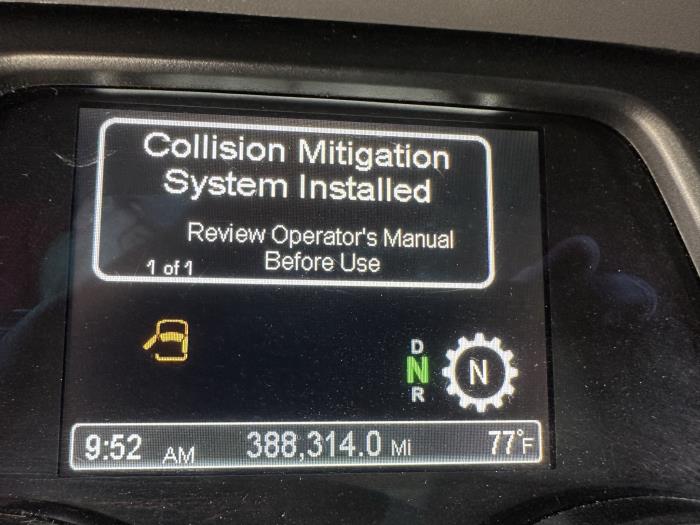 Collision Mitigation
System Installed
Review Operator's Manual
1 of 1 Before Use
D
N N
R
9:52 AM 388,314.0 Mi 77°F